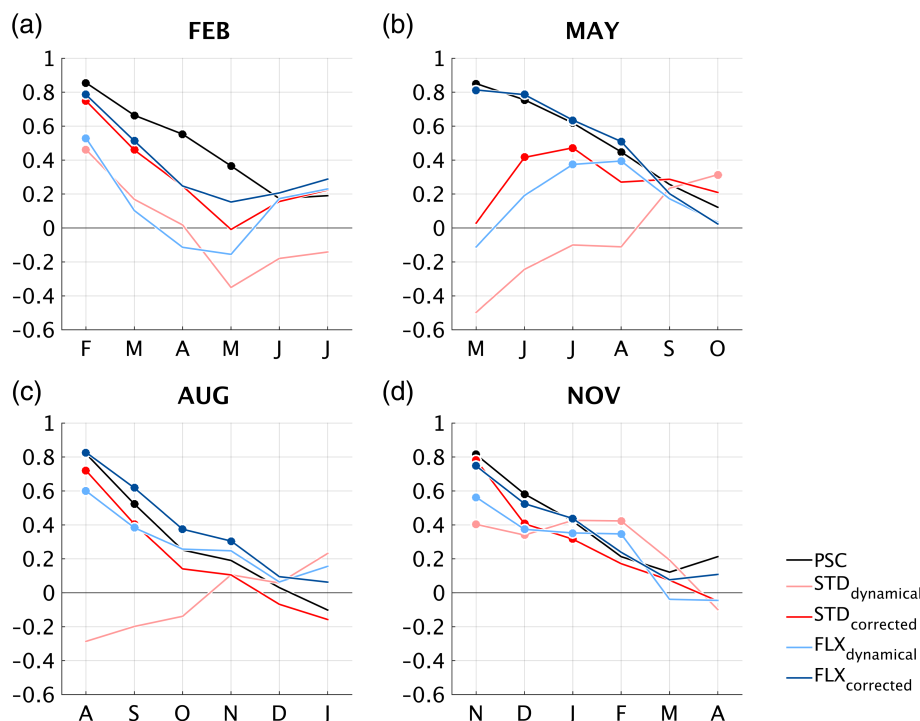 (a) FEB
1
0.8
0.6
0.4
0.2
0
−0.2
−0.4
−0.6
F M A M J J
(b) MAY
1
0.8
0.6
0.4
0.2
0
−0.2
−0.4
−0.6
M J J A S O
(c) AUG
1
0.8
0.6
0.4
0.2
0
−0.2
−0.4
−0.6
A S O N D J
(d) NOV
1
0.8
0.6
0.4
0.2
0
−0.2
−0.4
−0.6
N D J F M A
PSC
STD dynamical
STD corrected
FLX dynamical
FLX corrected